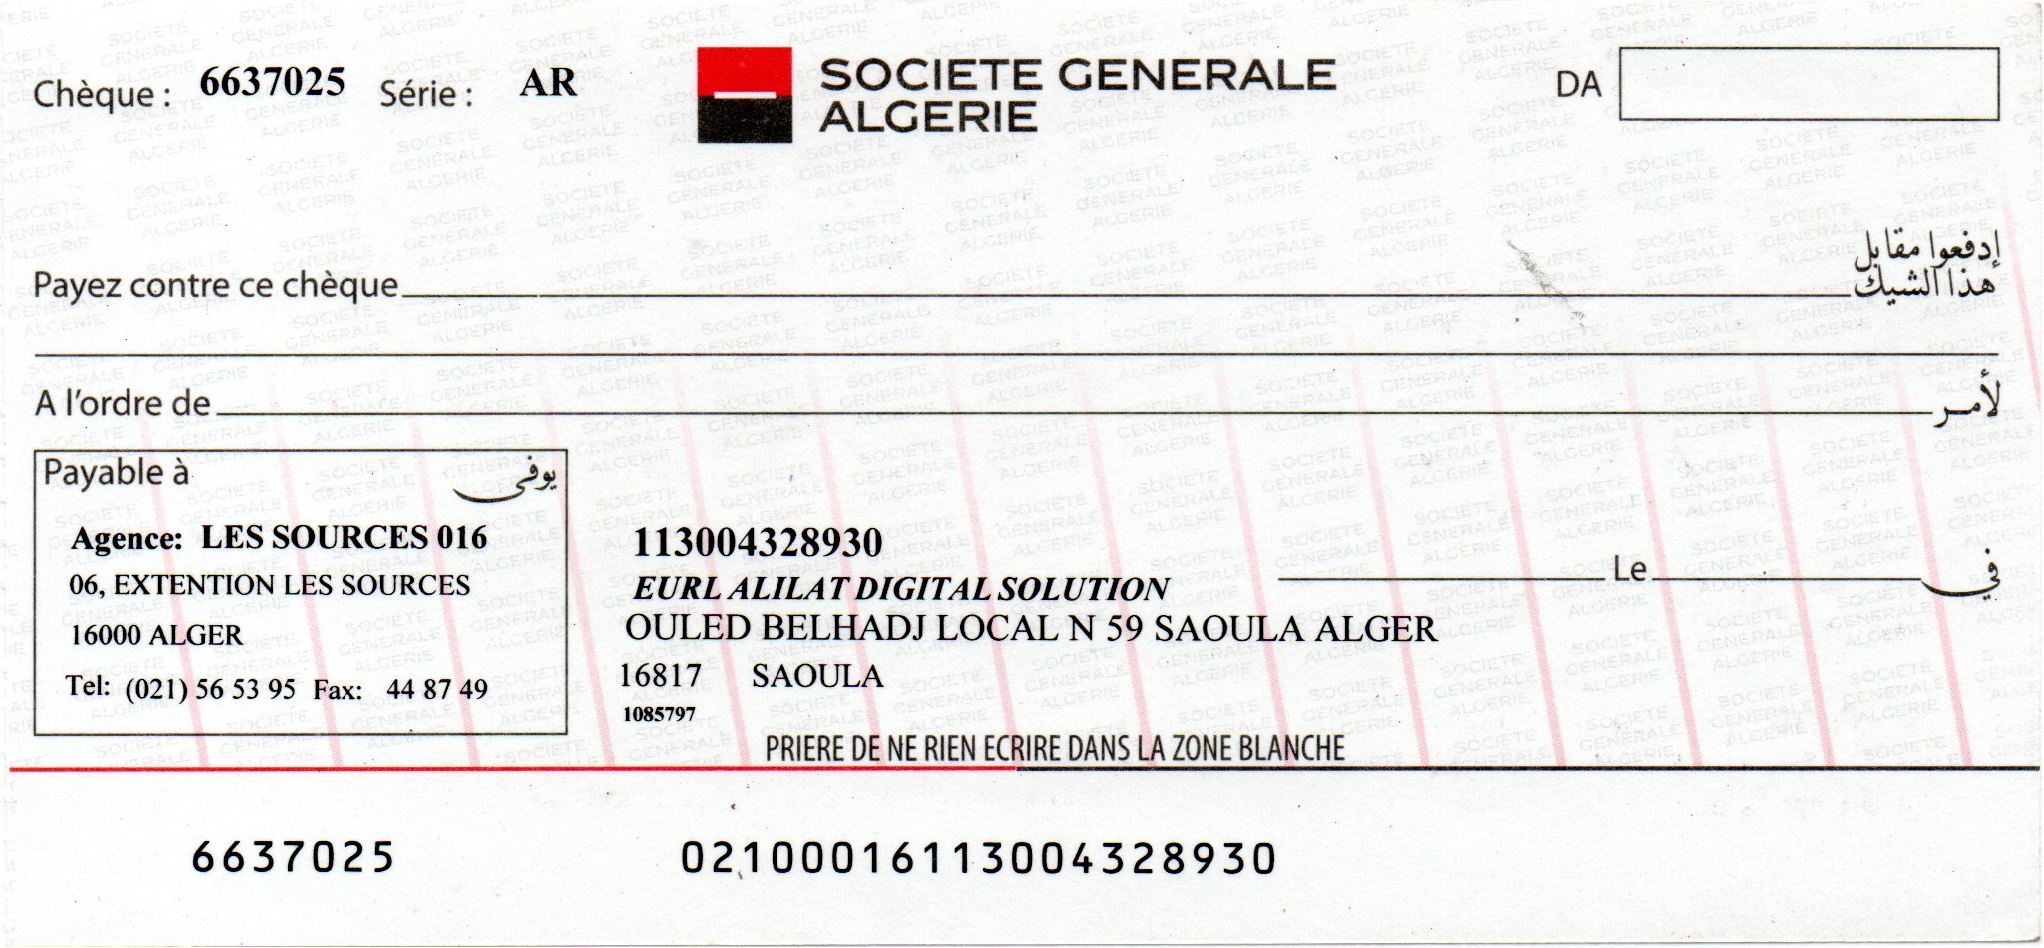 Chèque : 6637025 Série : AR
SOCIETE GENERALE
ALGERIE
DA
Payez contre ce chèque
إدفعوا مقابل
هذا الشيك
A l'ordre de
لأمر
Payable à يوفى
Agence: LES SOURCES 016
06, EXTENTION LES SOURCES
16000 ALGER
Tel: (021) 56 53 95 Fax: 44 87 49
113004328930
EURL ALILAT DIGITAL SOLUTION
OULED BELHADJ LOCAL N 59 SAOULA ALGER
16817 SAOULA
1085797
Le
في
PRIERE DE NE RIEN ECRIRE DANS LA ZONE BLANCHE
6637025
02100016113004328930